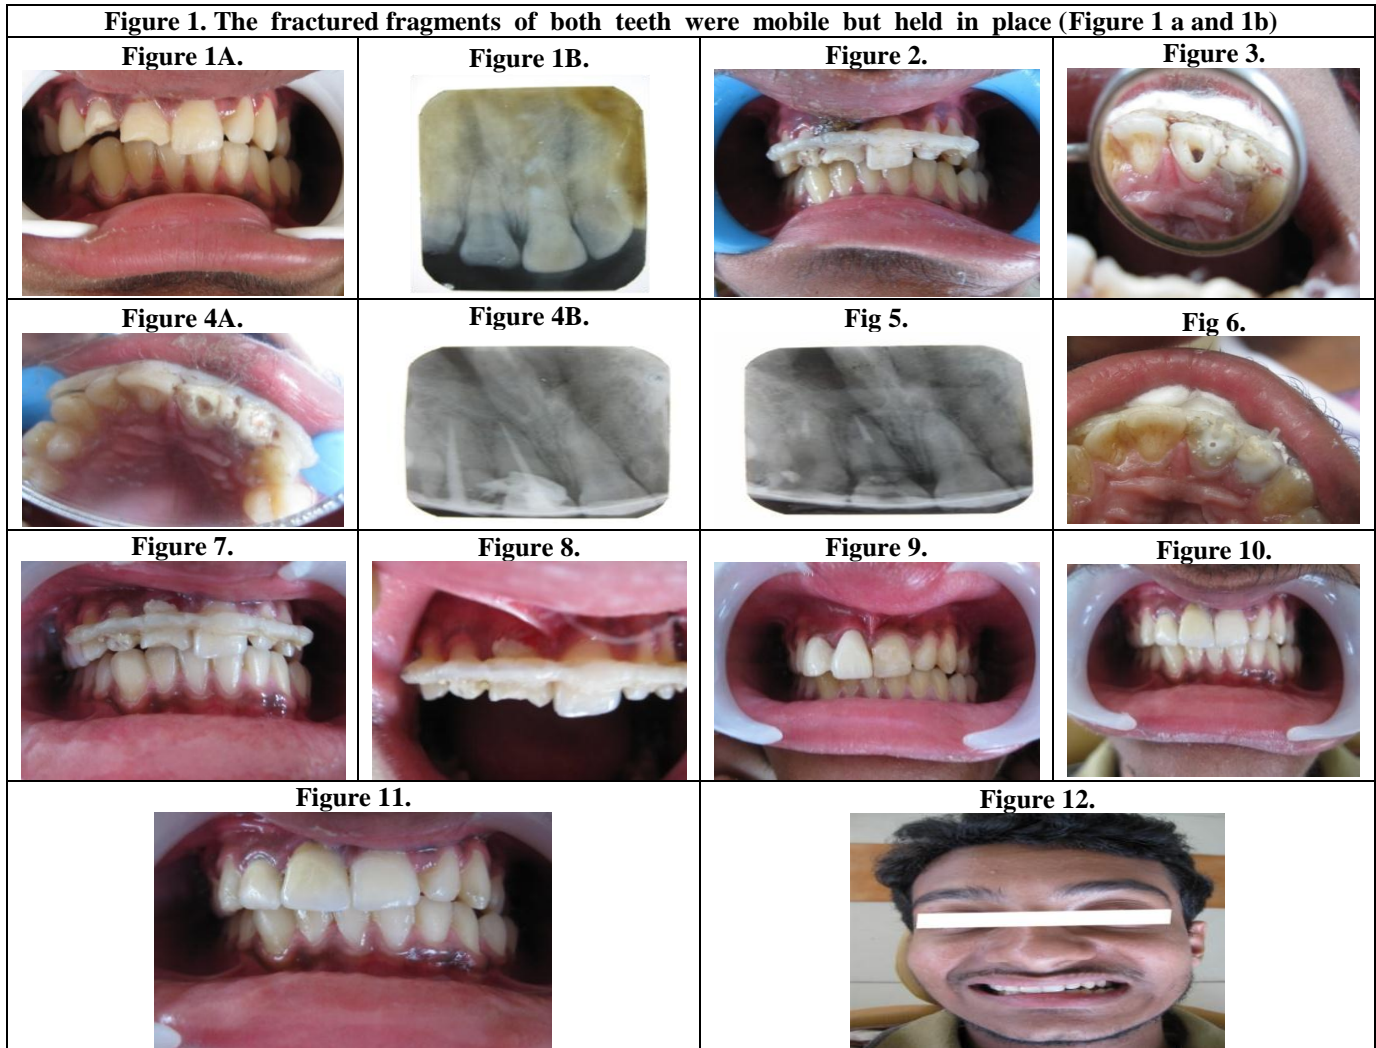 Figure 1. The fractured fragments of both teeth were mobile but held in place (Figure 1 a and 1b)
Figure 1A.
Figure 1B.
Figure 2.
Figure 3.
Figure 4A.
Figure 4B.
Fig 5.
Fig 6.
Figure 7.
Figure 8.
Figure 9.
Figure 10.
Figure 11.
Figure 12.